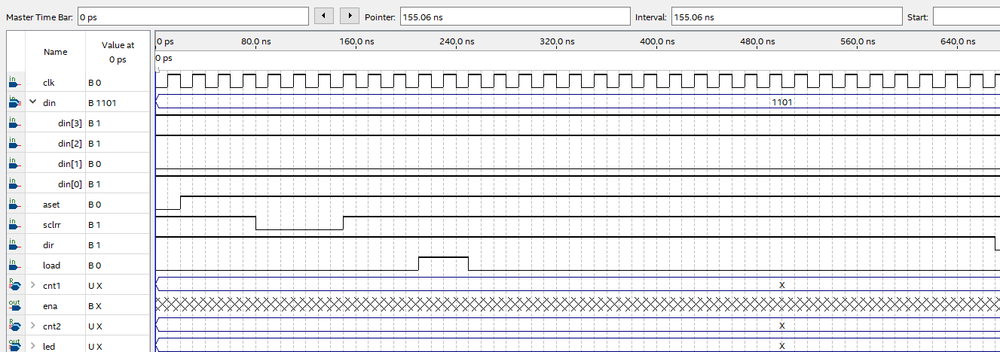 Master Time Bar: 0 ps Pointer: 155.06 ns Interval: 155.06 ns Start:
Name Value at 0 ps
0 ps 80.0 ns 160.0 ns 240.0 ns 320.0 ns 400.0 ns 480.0 ns 560.0 ns 640.0 ns
0 ps
in clk B 0
in din B 1101 1101
in din[3] B 1
in din[2] B 1
in din[1] B 0
in din[0] B 1
in aset B 0
in sclrr B 1
in dir B 1
in load B 0
R cnt1 U X X
out ena B X
R cnt2 U X X
out led U X X